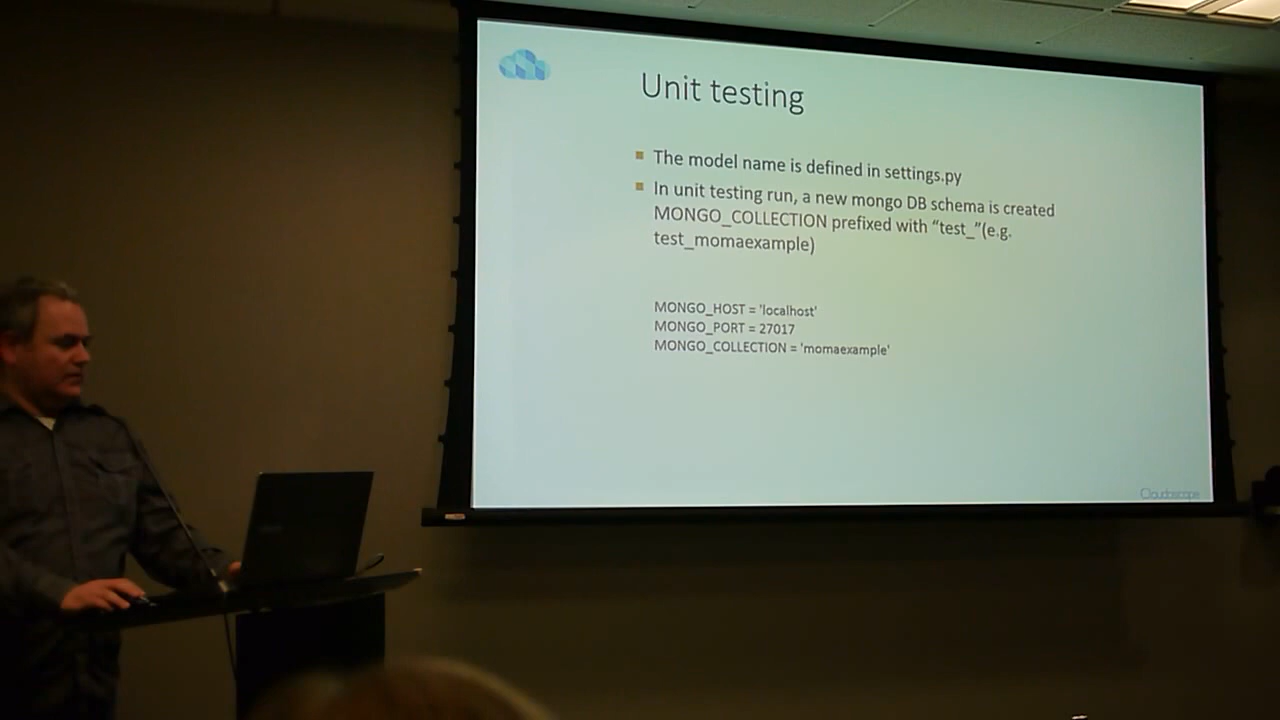 Unit testing
The model name is defined in settings.py
In unit testing run, a new mongo DB schema is created
MONGO_COLLECTION prefixed with “test_”(e.g.
test_momaexample)
MONGO_HOST = 'localhost'
MONGO_PORT = 27017
MONGO_COLLECTION = 'momaexample'
Cloudoscope